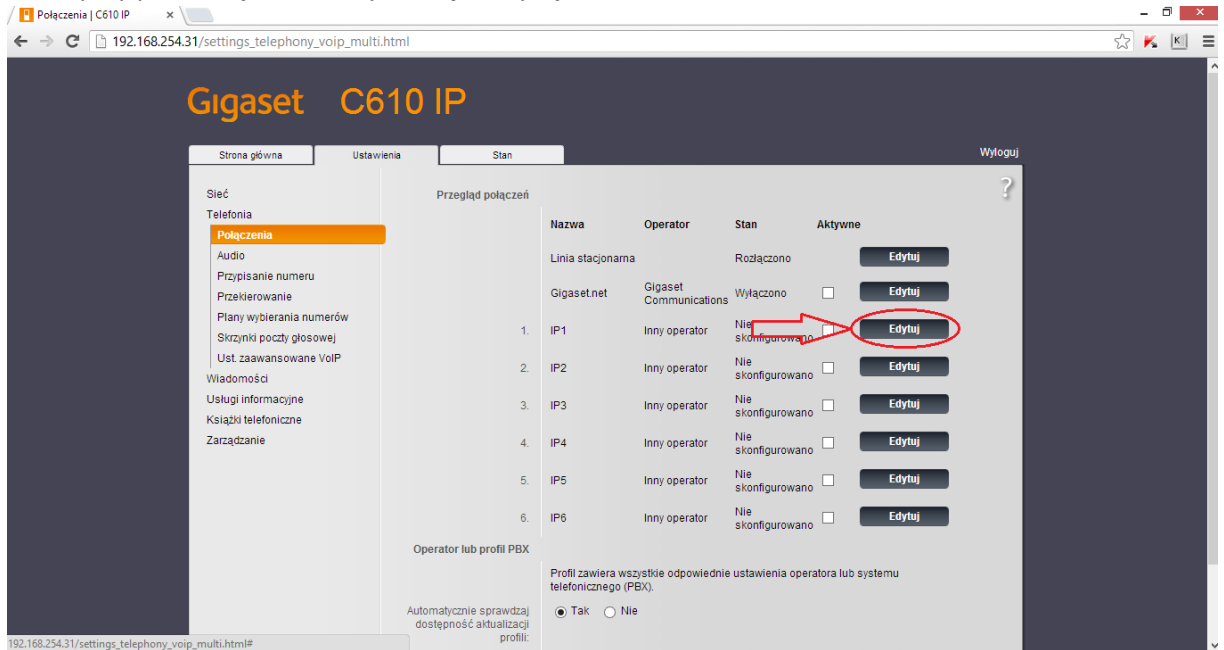 Połączenia | C610 IP
192.168.254.31/settings_telephony_voip_multi.html
Gigaset C610 IP
Strona główna Ustawienia Stan Wyloguj
Sieć
Telefonia
Połączenia
Audio
Przypisanie numeru
Przekierowanie
Plany wybierania numerów
Skrzynki poczty głosowej
Ust. zaawansowane VoIP
Wiadomości
Usługi informacyjne
Książki telefoniczne
Zarządzanie
Przegląd połączeń
?
Nazwa Operator Stan Aktywne
Linia stacjonarna Rozłączono Edytuj
Gigaset.net Gigaset Communications Wyłączono Edytuj
1. IP1 Inny operator Nie skonfigurowano Edytuj
2. IP2 Inny operator Nie skonfigurowano Edytuj
3. IP3 Inny operator Nie skonfigurowano Edytuj
4. IP4 Inny operator Nie skonfigurowano Edytuj
5. IP5 Inny operator Nie skonfigurowano Edytuj
6. IP6 Inny operator Nie skonfigurowano Edytuj
Operator lub profil PBX
Profil zawiera wszystkie odpowiednie ustawienia operatora lub systemu
telefonicznego (PBX).
Automatycznie sprawdzaj
dostępność aktualizacji
profili:
Tak Nie
192.168.254.31/settings_telephony_voip_multi.html#